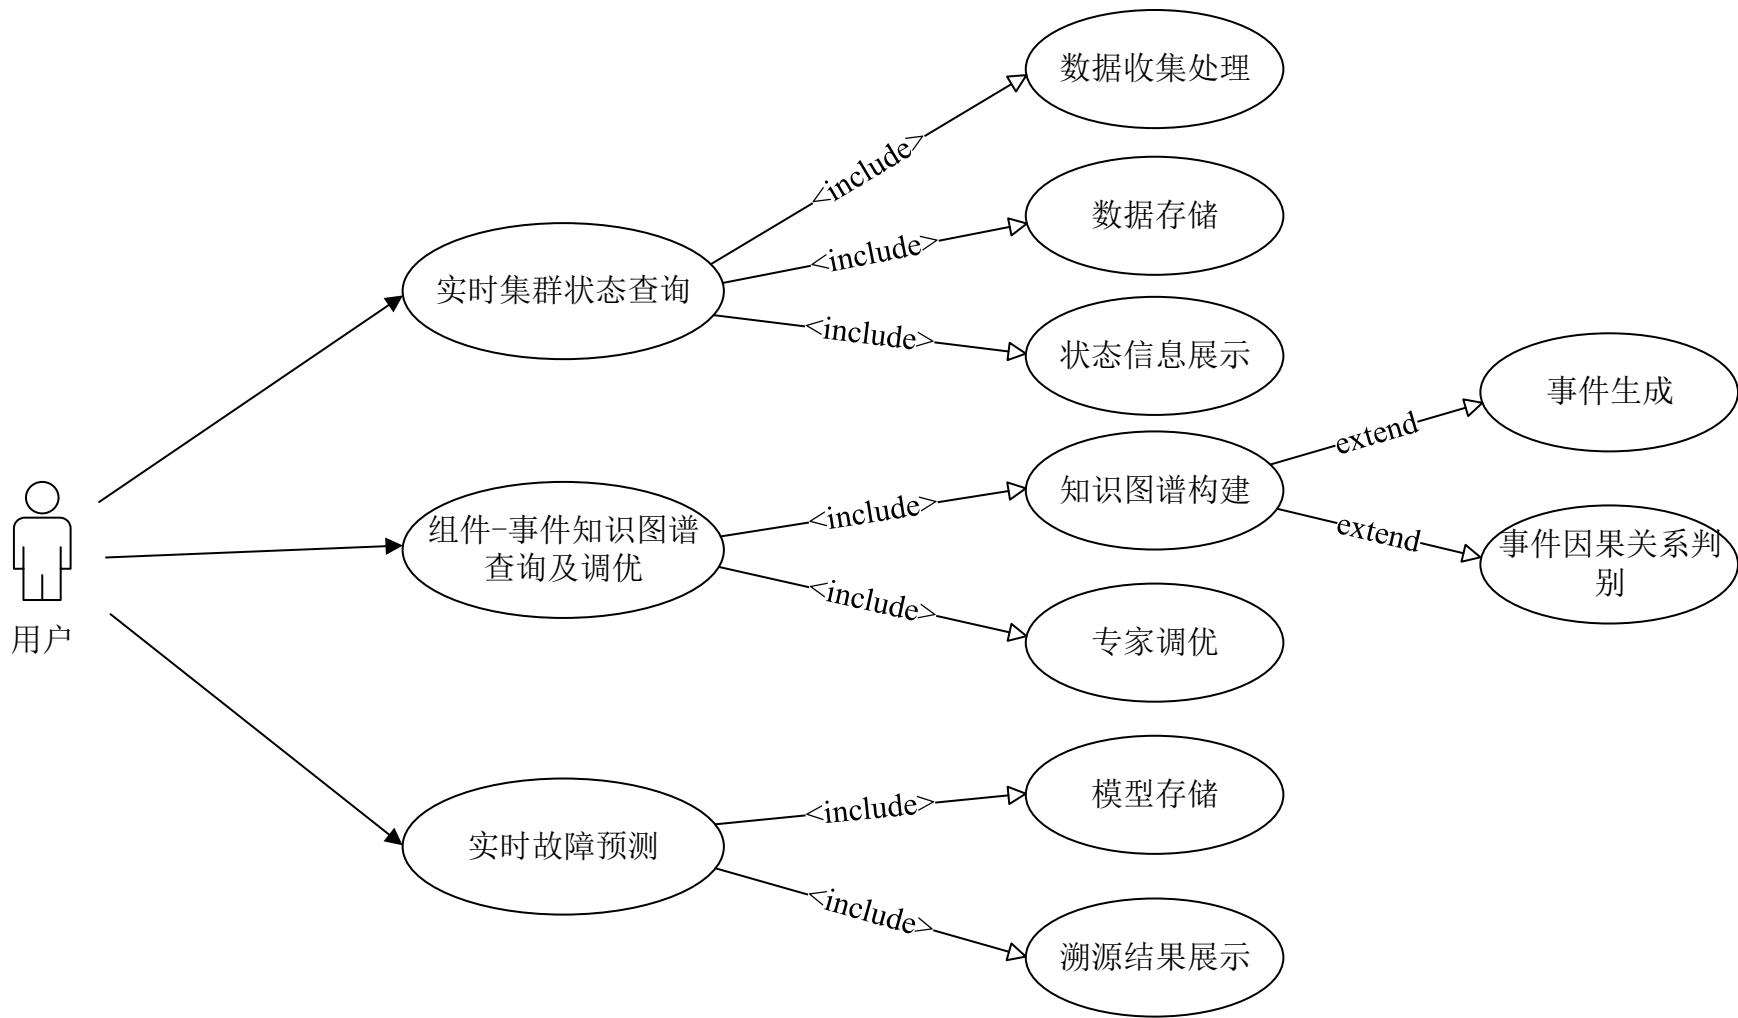 数据收集处理
<include>
数据存储
<include>
实时集群状态查询
<include>
状态信息展示
事件生成
extend
知识图谱构建
<include>
extend
组件-事件知识图谱
查询及调优
事件因果关系判
别
<include>
专家调优
用户
模型存储
<include>
实时故障预测
<include>
溯源结果展示